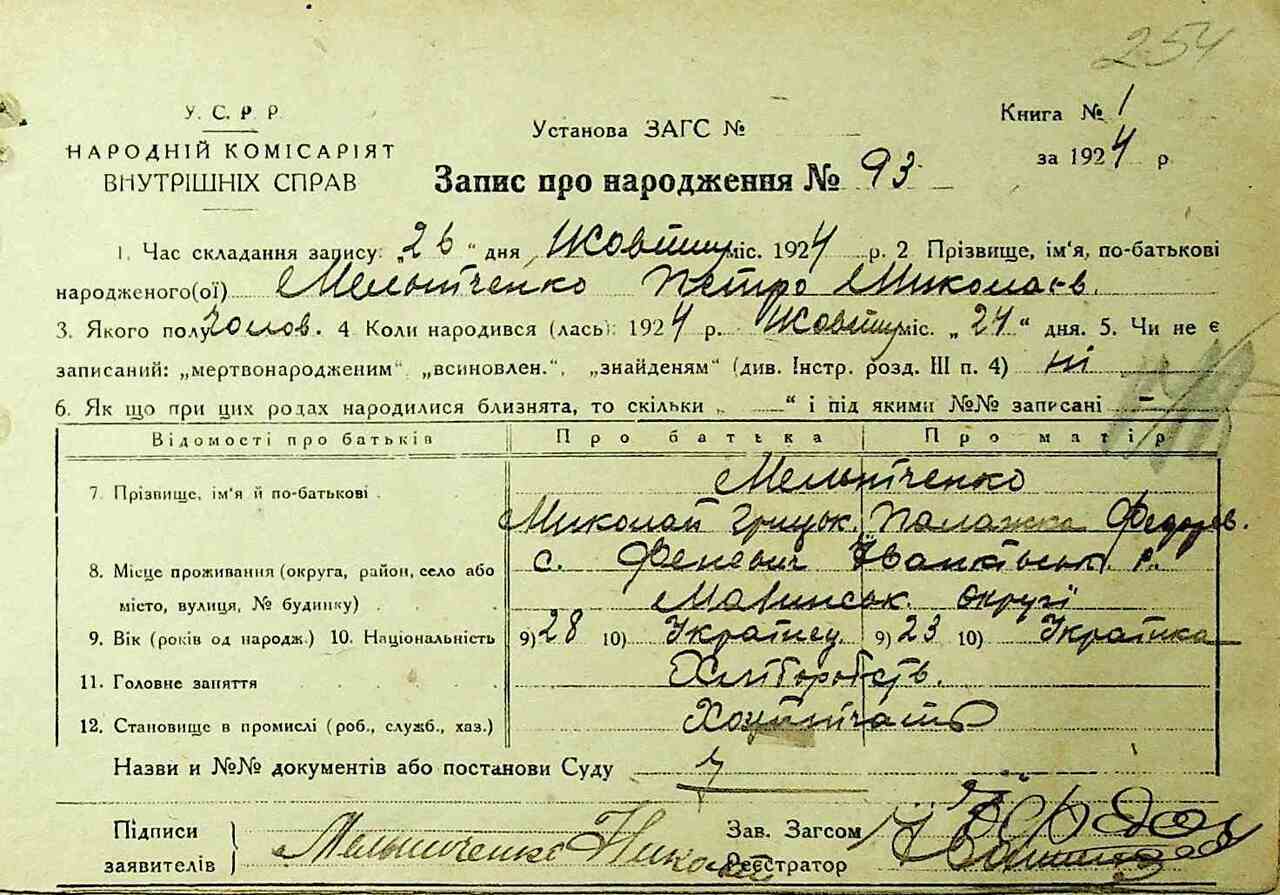 254
У. С. Р. Р.
НАРОДНІЙ КОМІСАРІЯТ
ВНУТРІШНІХ СПРАВ
Установа ЗАГС №
Книга № 1
за 1924 р.
Запис про народження № 93
1. Час складання запису: „26“ дня Жовтня міс. 1924 р. 2 Прізвище, ім'я, по-батькові
народженого(ої) Мельниченко Петро Миколаєв.
3. Якого полу чолов. 4. Коли народився (лась): 1924 р. Жовтня міс. „24“ дня. 5. Чи не є
записаний: „мертвонародженим“, „всиновлен.“, „знайденям“ (див. Інстр. розд. III п. 4) ні
6. Як що при цих родах народилися близнята, то скільки „ — “ і під якими №№ записані —
Відомості про батьків Про батька Про матір
7. Прізвище, ім'я й по-батькові Мельниченко
Миколай Грицьк. Палажка Федоров.
8. Місце проживання (округа, район, село або с. Феневич Іванківськ. р.
місто, вулиця, № будинку) округі
9. Вік (років од народж.) 10. Національність 9) 28 10) Українец 9) 23 10) Українка
11. Головне заняття Хліборобств.
12. Становище в промислі (роб., служб., хаз.)
Назви и №№ документів або постанови Суду
Підписи
заявителів } Мельниченко Николай
Зав. Загсом
Реєстратор